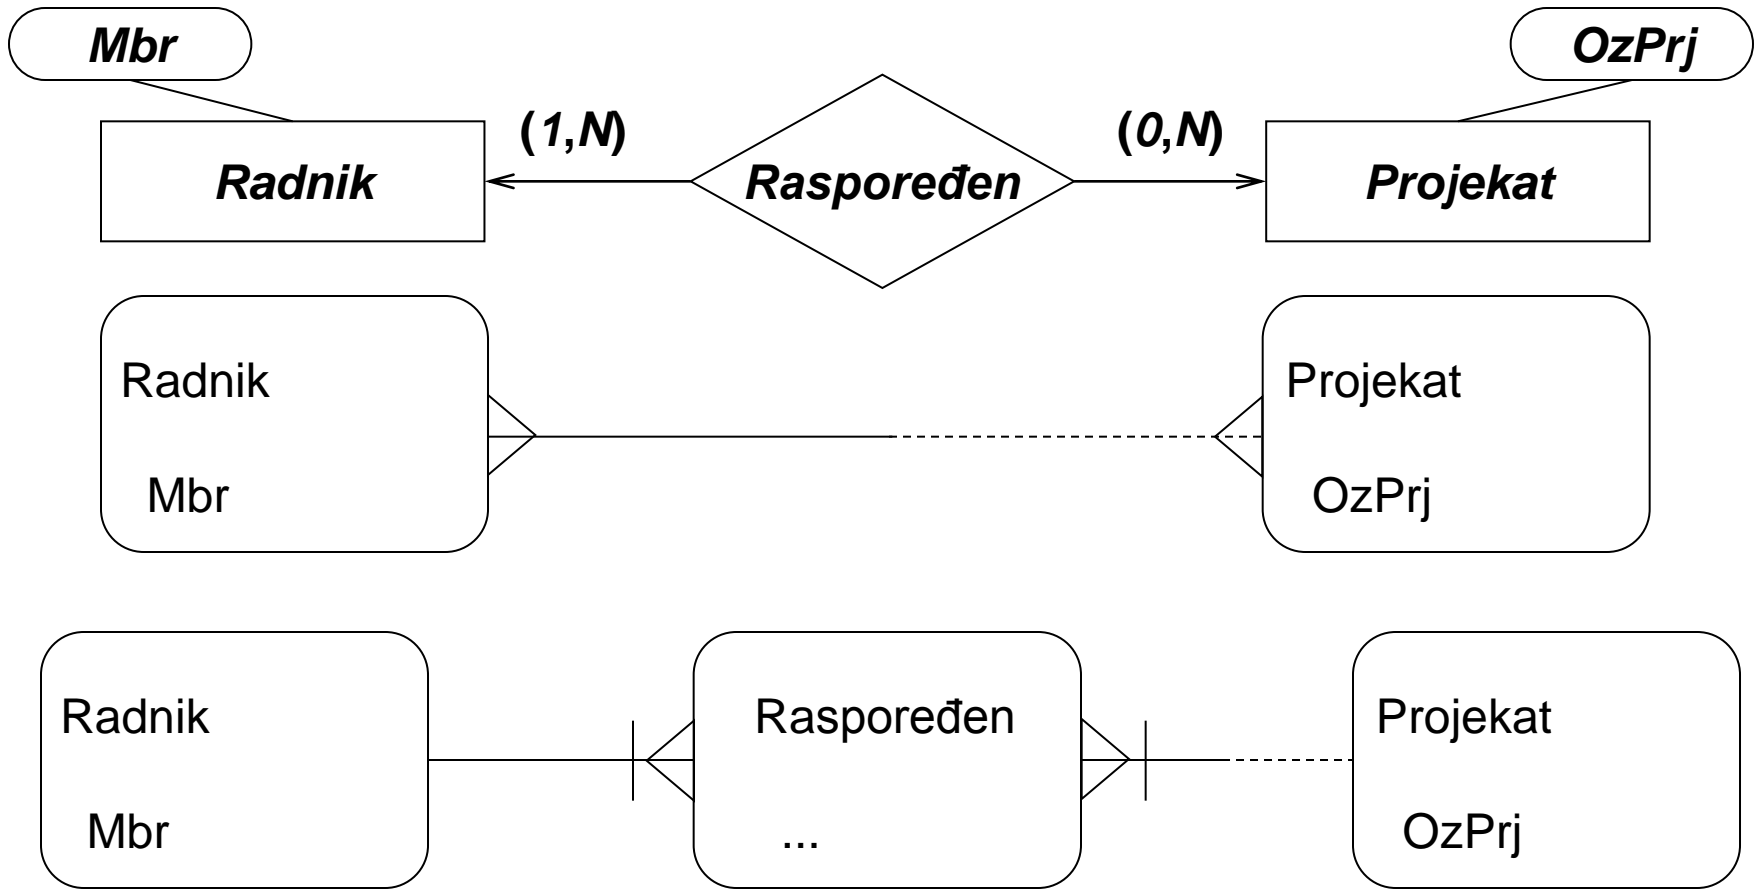 Mbr
OzPrj
(1,N)
(0,N)
Radnik
Raspoređen
Projekat
Radnik
Projekat
Mbr
OzPrj
Radnik
Raspoređen
Projekat
Mbr
...
OzPrj